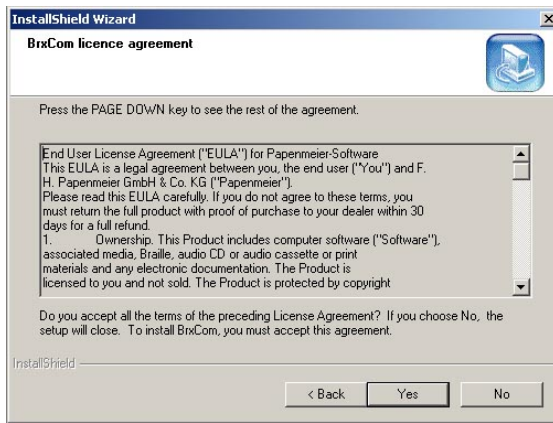 InstallShield Wizard
BrxCom licence agreement
Press the PAGE DOWN key to see the rest of the agreement.
End User License Agreement ("EULA") for Papenmeier-Software
This EULA is a legal agreement between you, the end user ("You") and F.
H. Papenmeier GmbH & Co. KG ("Papenmeier").
Please read this EULA carefully. If you do not agree to these terms, you
must return the full product with proof of purchase to your dealer within 30
days for a full refund.
1. Ownership. This Product includes computer software ("Software"),
associated media, Braille, audio CD or audio cassette or print
materials and any electronic documentation. The Product is
licensed to you and not sold. The Product is protected by copyright
Do you accept all the terms of the preceding License Agreement? If you choose No, the
setup will close. To install BrxCom, you must accept this agreement.
InstallShield
< Back Yes No